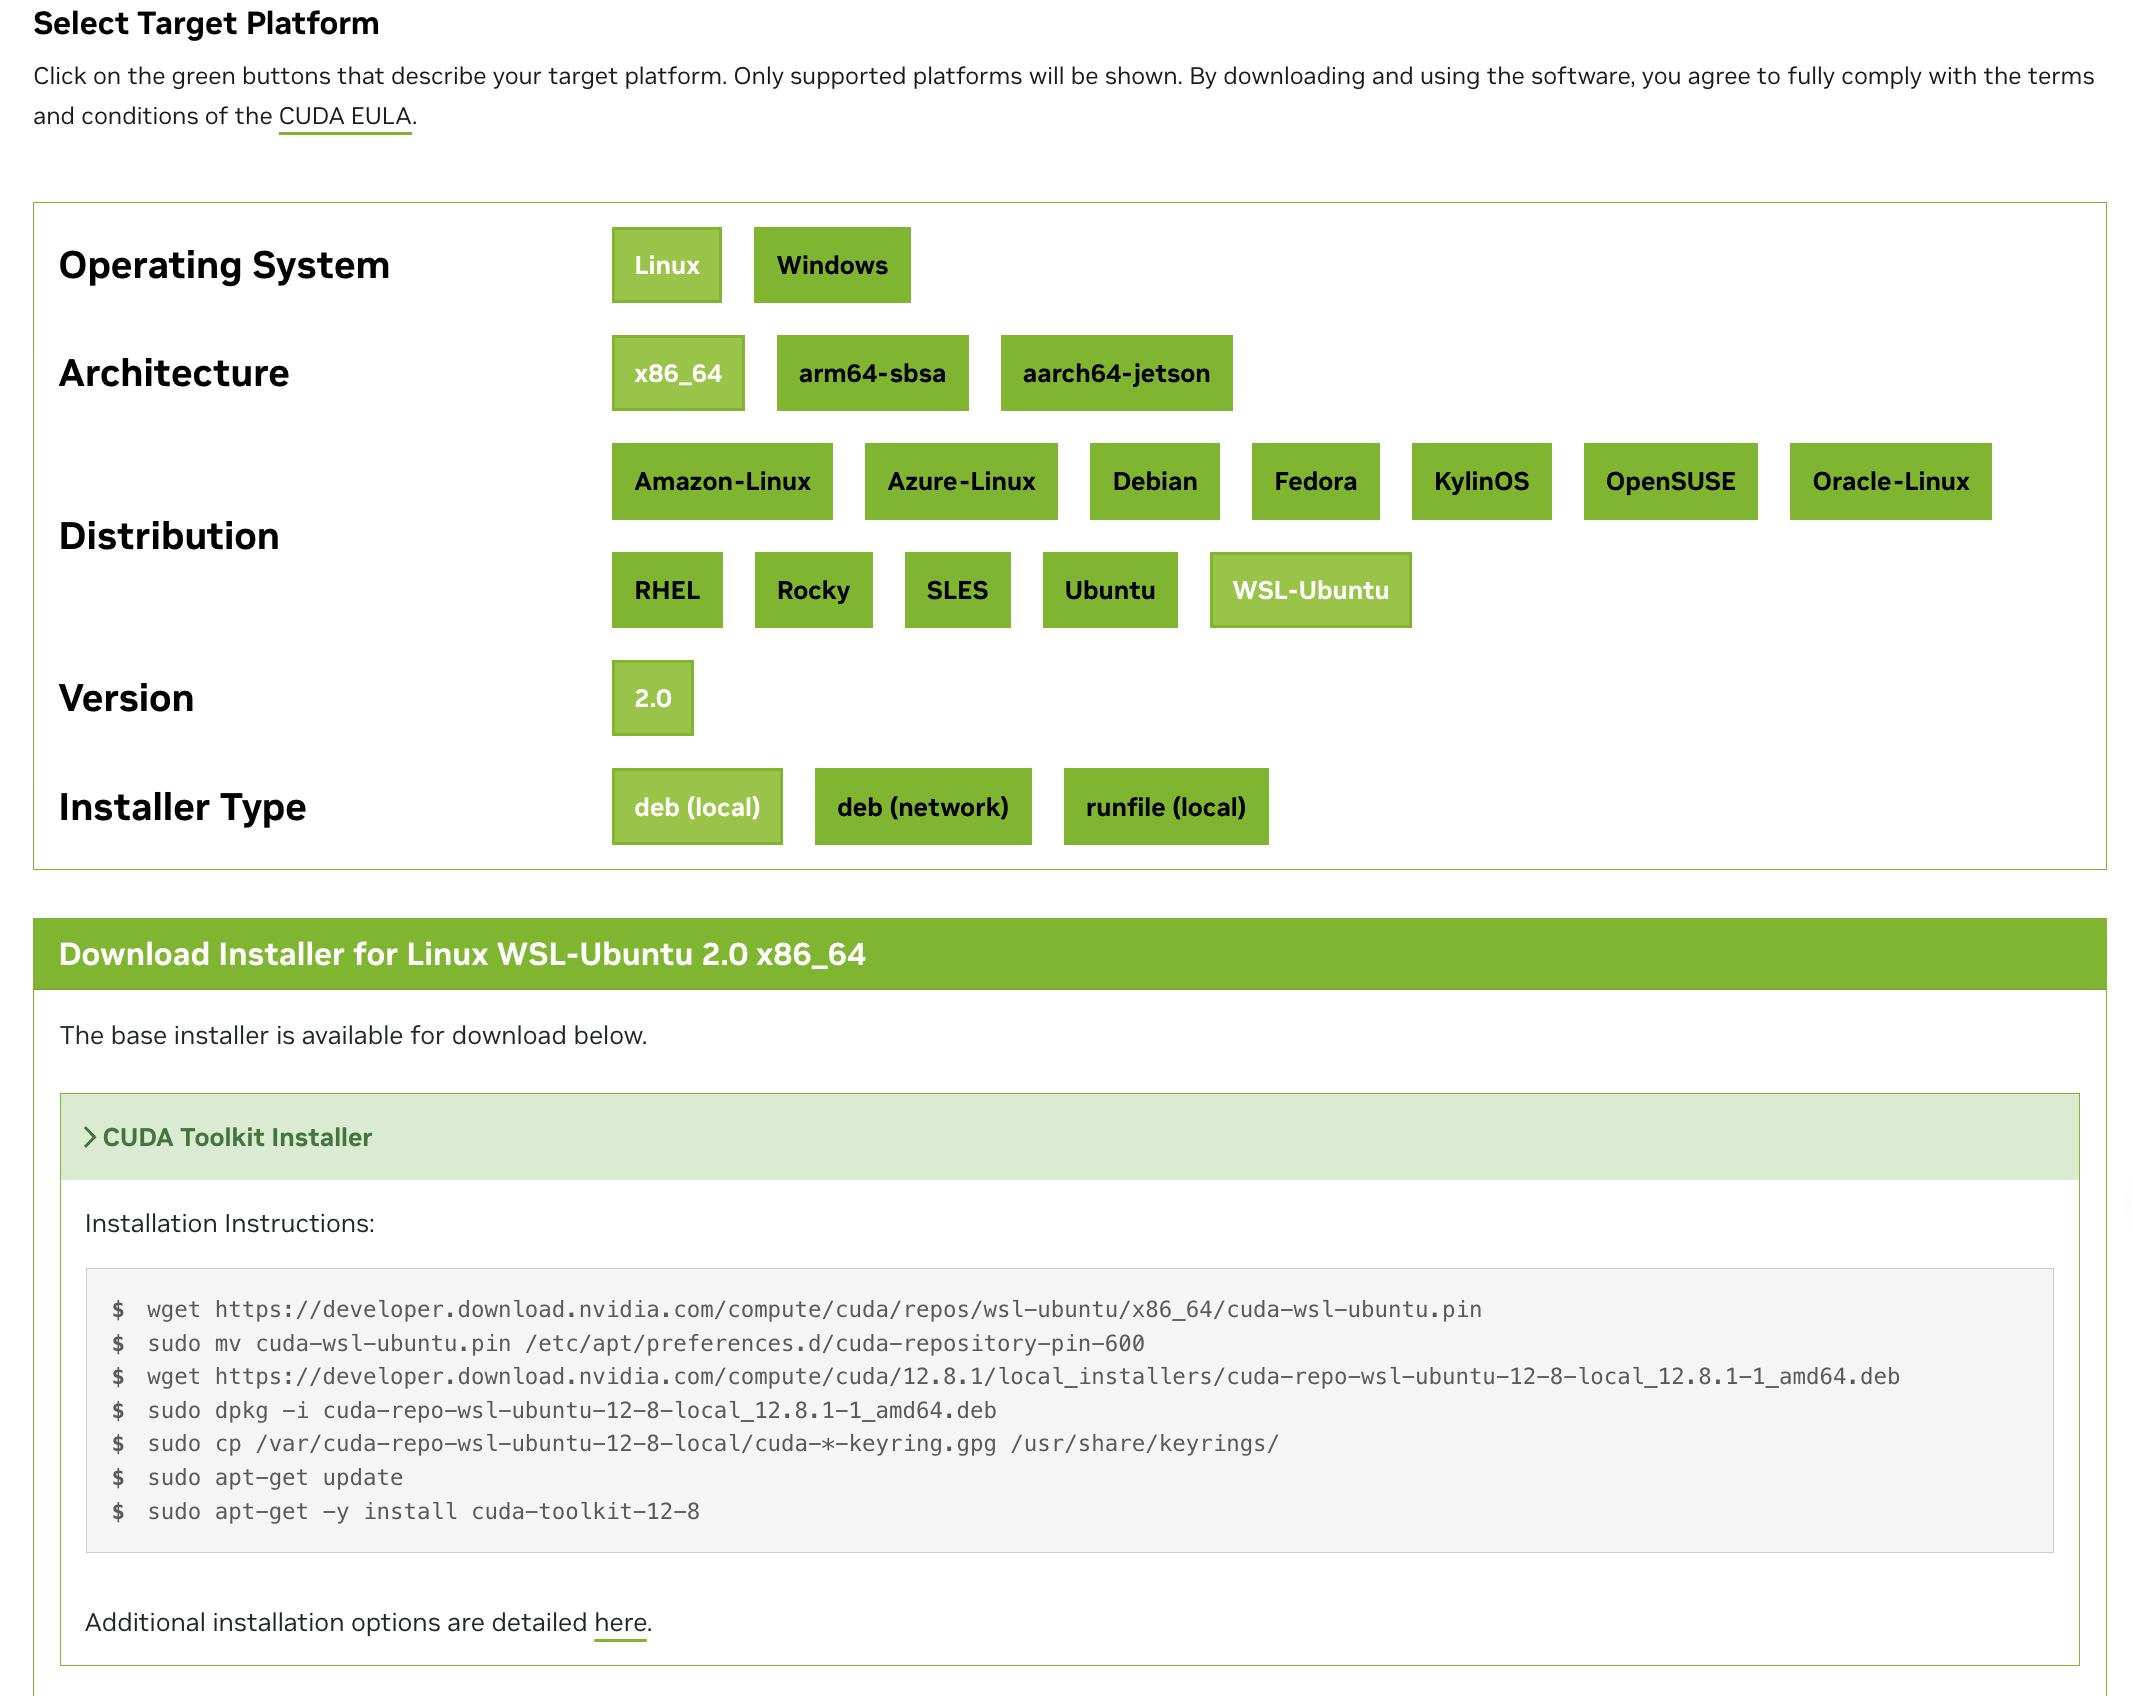 Select Target Platform
Click on the green buttons that describe your target platform. Only supported platforms will be shown. By downloading and using the software, you agree to fully comply with the terms
and conditions of the CUDA EULA.
Operating System
Linux
Windows
Architecture
x86_64
arm64-sbsa
aarch64-jetson
Distribution
Amazon-Linux
Azure-Linux
Debian
Fedora
KylinOS
OpenSUSE
Oracle-Linux
RHEL
Rocky
SLES
Ubuntu
WSL-Ubuntu
Version
2.0
Installer Type
deb (local)
deb (network)
runfile (local)
Download Installer for Linux WSL-Ubuntu 2.0 x86_64
The base installer is available for download below.
CUDA Toolkit Installer
Installation Instructions:
$ wget https://developer.download.nvidia.com/compute/cuda/repos/wsl-ubuntu/x86_64/cuda-wsl-ubuntu.pin
$ sudo mv cuda-wsl-ubuntu.pin /etc/apt/preferences.d/cuda-repository-pin-600
$ wget https://developer.download.nvidia.com/compute/cuda/12.8.1/local_installers/cuda-repo-wsl-ubuntu-12-8-local_12.8.1-1_amd64.deb
$ sudo dpkg -i cuda-repo-wsl-ubuntu-12-8-local_12.8.1-1_amd64.deb
$ sudo cp /var/cuda-repo-wsl-ubuntu-12-8-local/cuda-*-keyring.gpg /usr/share/keyrings/
$ sudo apt-get update
$ sudo apt-get -y install cuda-toolkit-12-8
Additional installation options are detailed here.